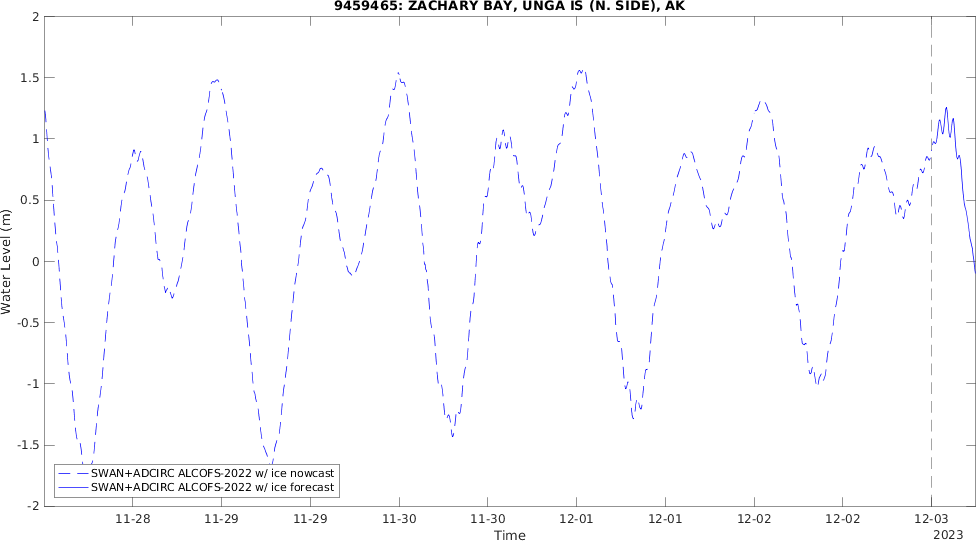 9459465: ZACHARY BAY, UNGA IS (N. SIDE), AK
2
1.5
1
0.5
0
-0.5
-1
-1.5
-2
Water Level (m)
SWAN+ADCIRC ALCOFS-2022 w/ ice nowcast
SWAN+ADCIRC ALCOFS-2022 w/ ice forecast
11-28 11-29 11-29 11-30 11-30 12-01 12-01 12-02 12-02 12-03
Time 2023